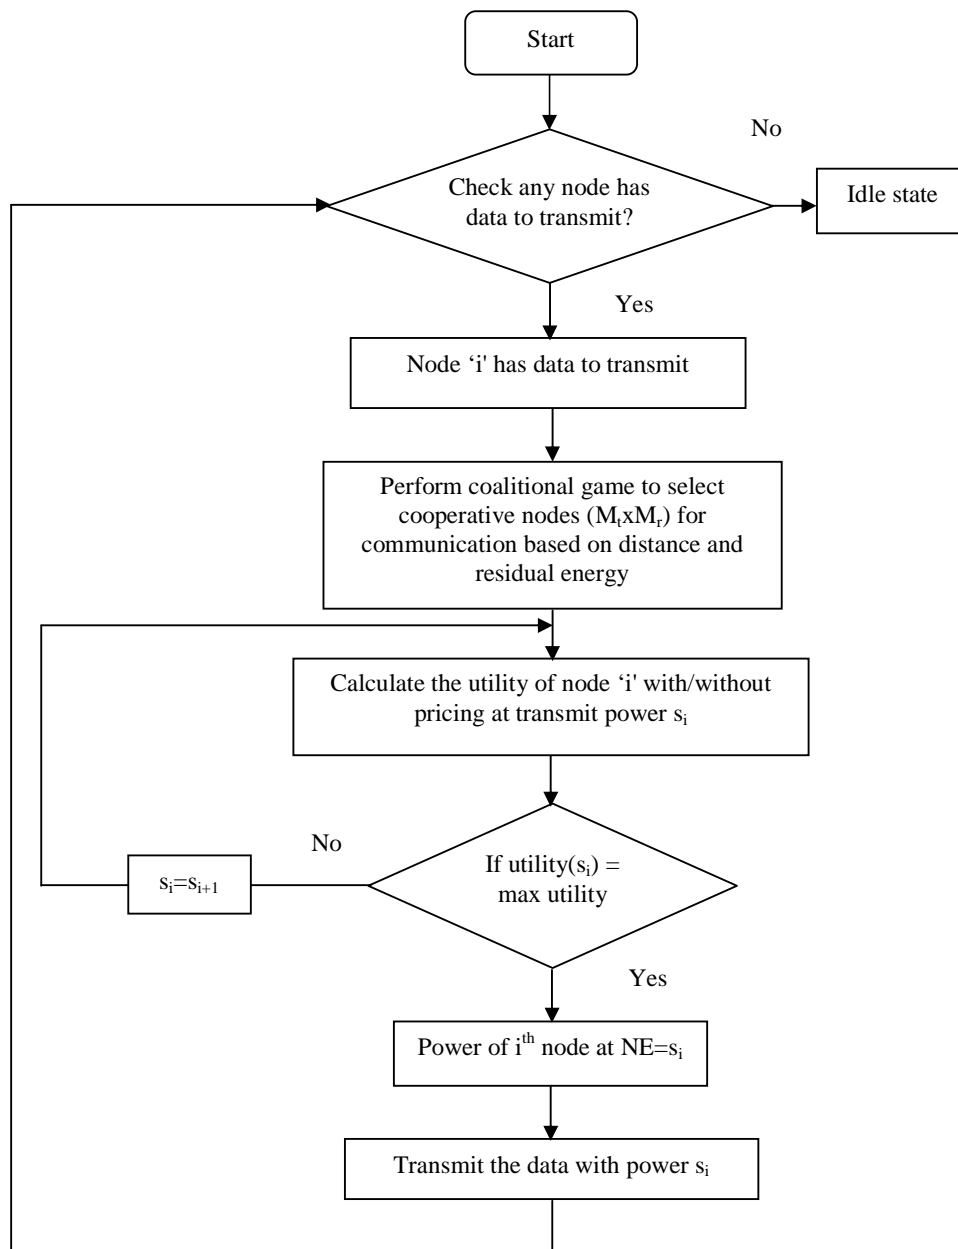 Start
No
Check any node has
data to transmit?
Idle state
Yes
Node ‘i' has data to transmit
Perform coalitional game to select
cooperative nodes (MₜxMᵣ) for
communication based on distance and
residual energy
Calculate the utility of node ‘i' with/without
pricing at transmit power sᵢ
No
If utility(sᵢ) =
max utility
sᵢ=sᵢ₊₁
Yes
Power of iᵗʰ node at NE=sᵢ
Transmit the data with power sᵢ